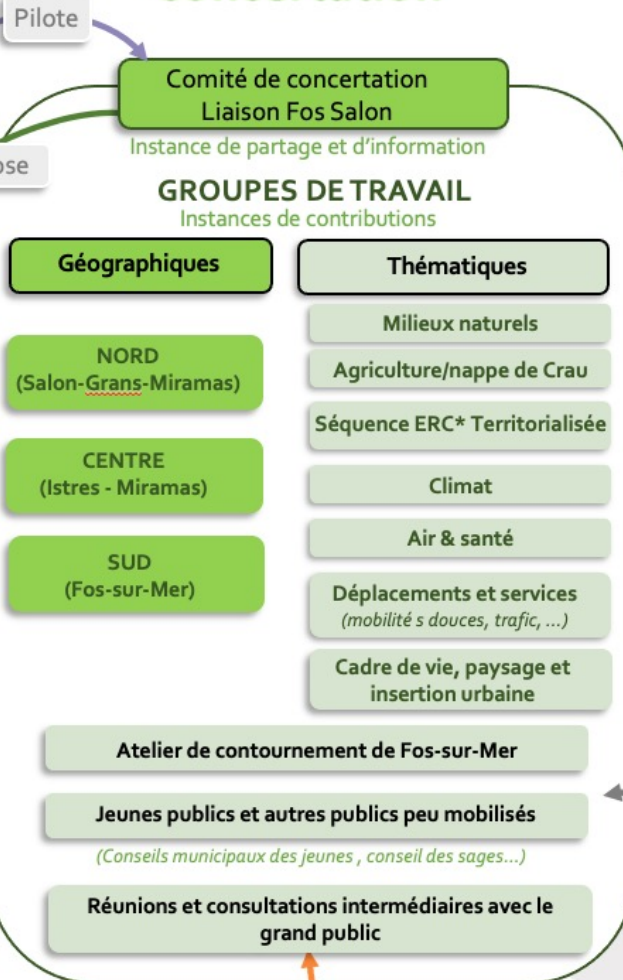 Pilote
Comité de concertation
Liaison Fos Salon
Instance de partage et d'information
ose
GROUPES DE TRAVAIL
Instances de contributions
Géographiques
NORD
(Salon-Grans-Miramas)
CENTRE
(Istres - Miramas)
SUD
(Fos-sur-Mer)
Thématiques
Milieux naturels
Agriculture/nappe de Crau
Séquence ERC* Territorialisée
Climat
Air & santé
Déplacements et services
(mobilité s douces, trafic, ...)
Cadre de vie, paysage et
insertion urbaine
Atelier de contournement de Fos-sur-Mer
Jeunes publics et autres publics peu mobilisés
(Conseils municipaux des jeunes , conseil des sages...)
Réunions et consultations intermédiaires avec le
grand public